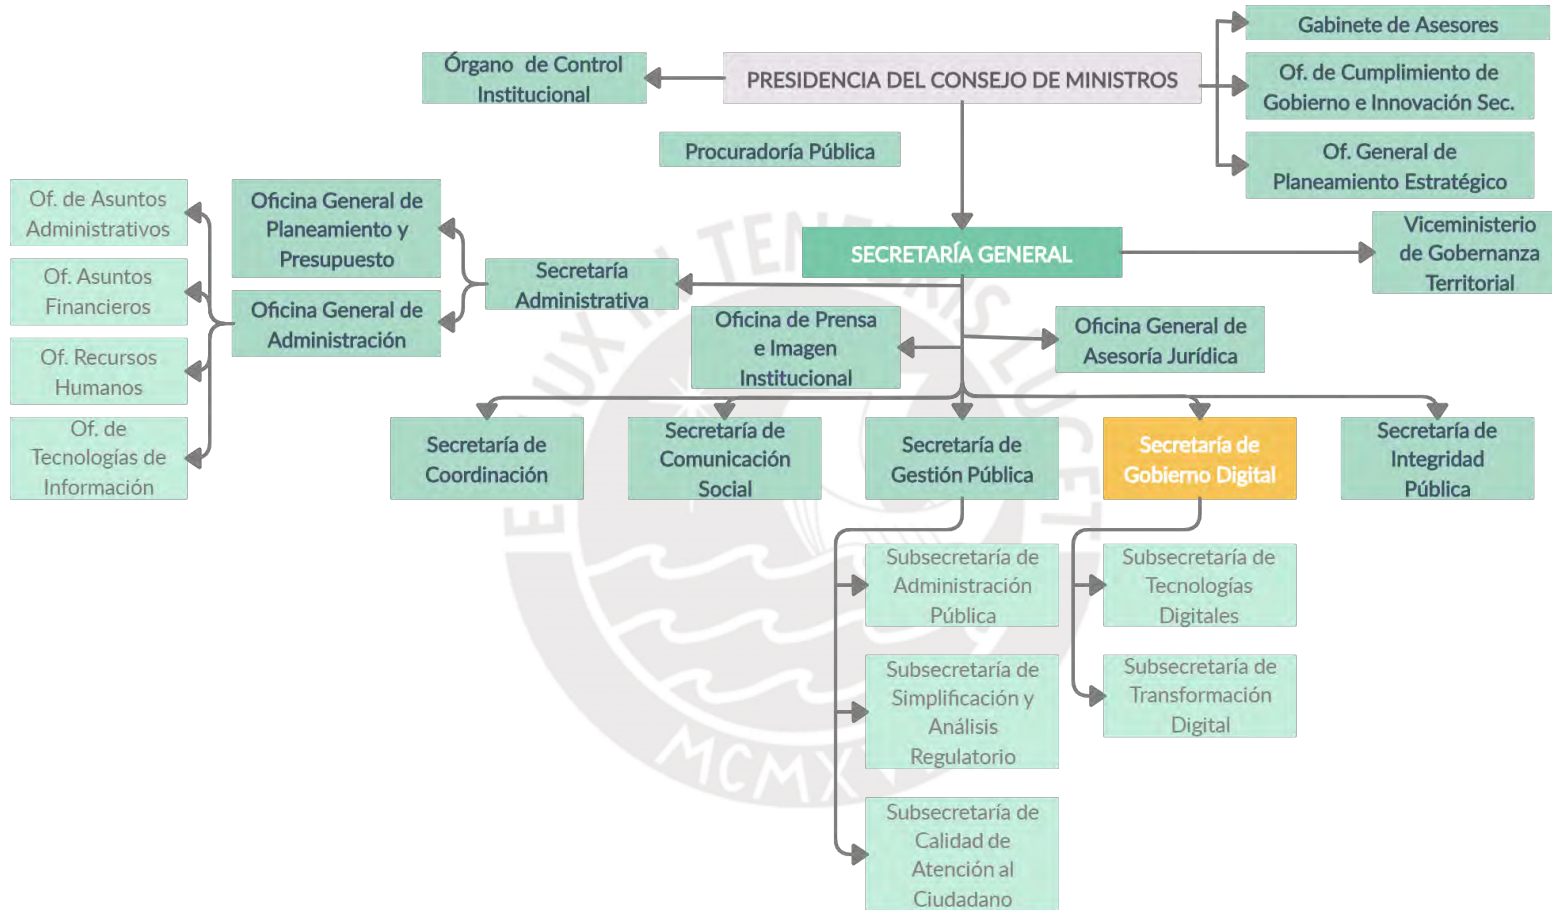 Gabinete de Asesores
Órgano de Control
Institucional
PRESIDENCIA DEL CONSEJO DE MINISTROS
Of. de Cumplimiento de
Gobierno e Innovación Sec.
Procuradoría Pública
Of. General de
Planeamiento Estratégico
Of. de Asuntos
Administrativos
Oficina General de
Planeamiento y
Presupuesto
SECRETARÍA GENERAL
Viceministerio
de Gobernanza
Territorial
Secretaría
Administrativa
Of. Asuntos
Financieros
Oficina General de
Administración
Oficina de Prensa
e Imagen
Institucional
Oficina General de
Asesoría Jurídica
Of. Recursos
Humanos
Of. de
Tecnologías de
Información
Secretaría de
Coordinación
Secretaría de
Comunicación
Social
Secretaría de
Gestión Pública
Secretaría de
Gobierno Digital
Secretaría de
Integridad
Pública
Subsecretaría de
Administración
Pública
Subsecretaría de
Tecnologías
Digitales
Subsecretaría de
Simplificación y
Análisis
Regulatorio
Subsecretaría de
Transformación
Digital
Subsecretaría de
Calidad de
Atención al
Ciudadano